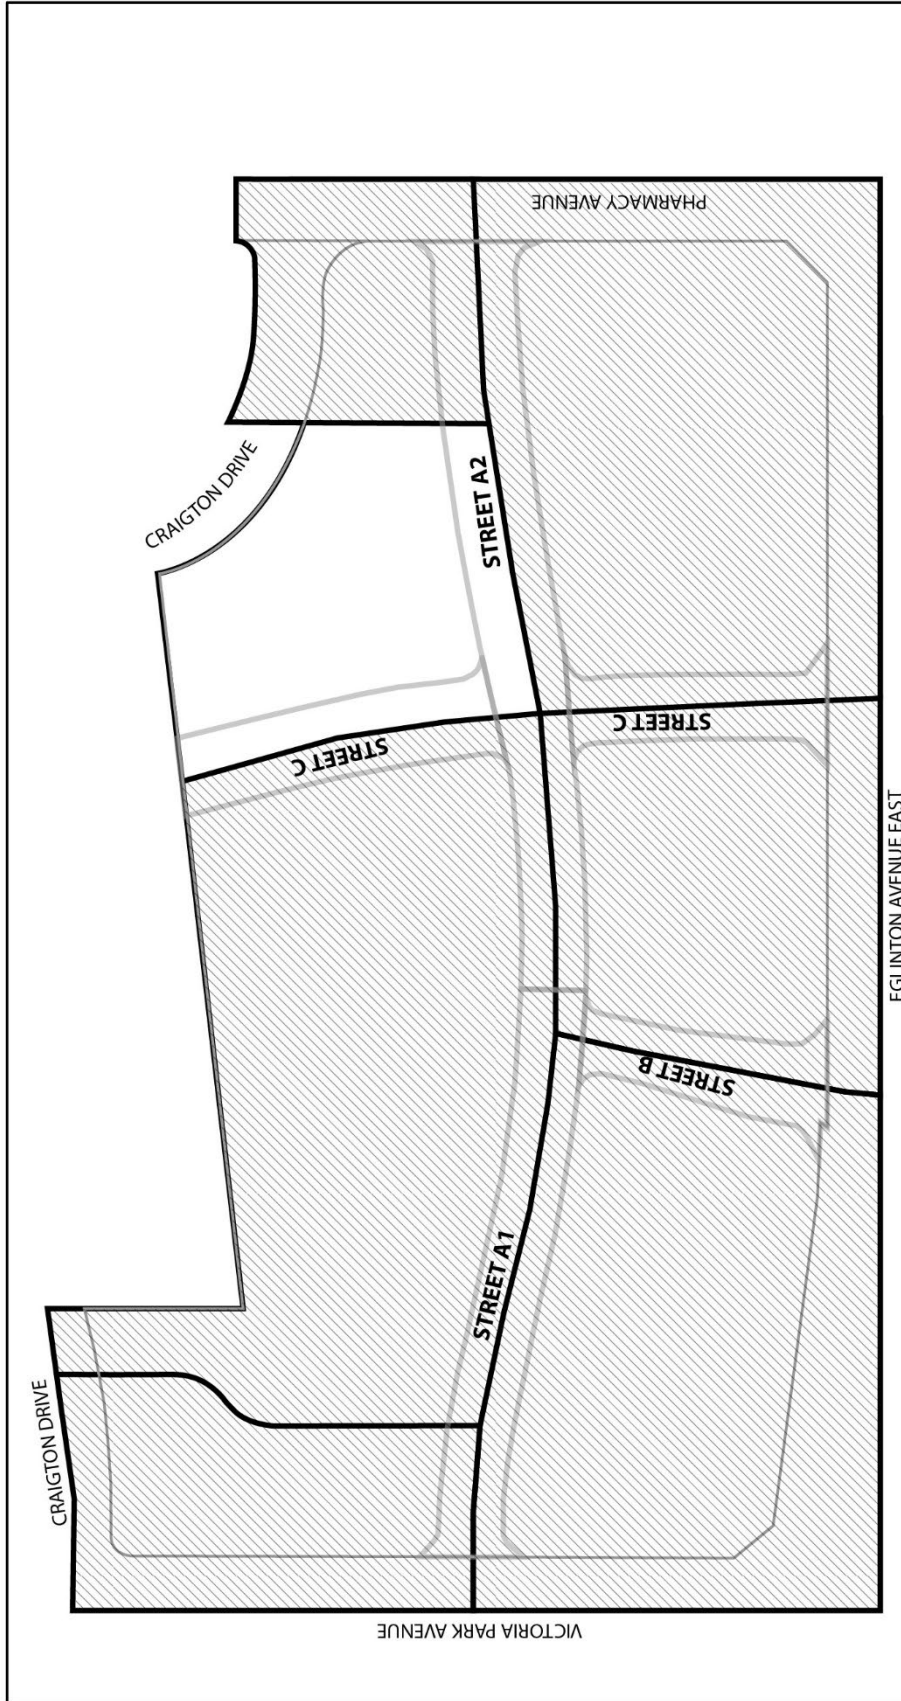 PHARMACY AVENUE
CRAIGTON DRIVE
STREET A2
STREET C
STREET C
EGLINTON AVENUE EAST
STREET B
STREET A1
CRAIGTON DRIVE
VICTORIA PARK AVENUE